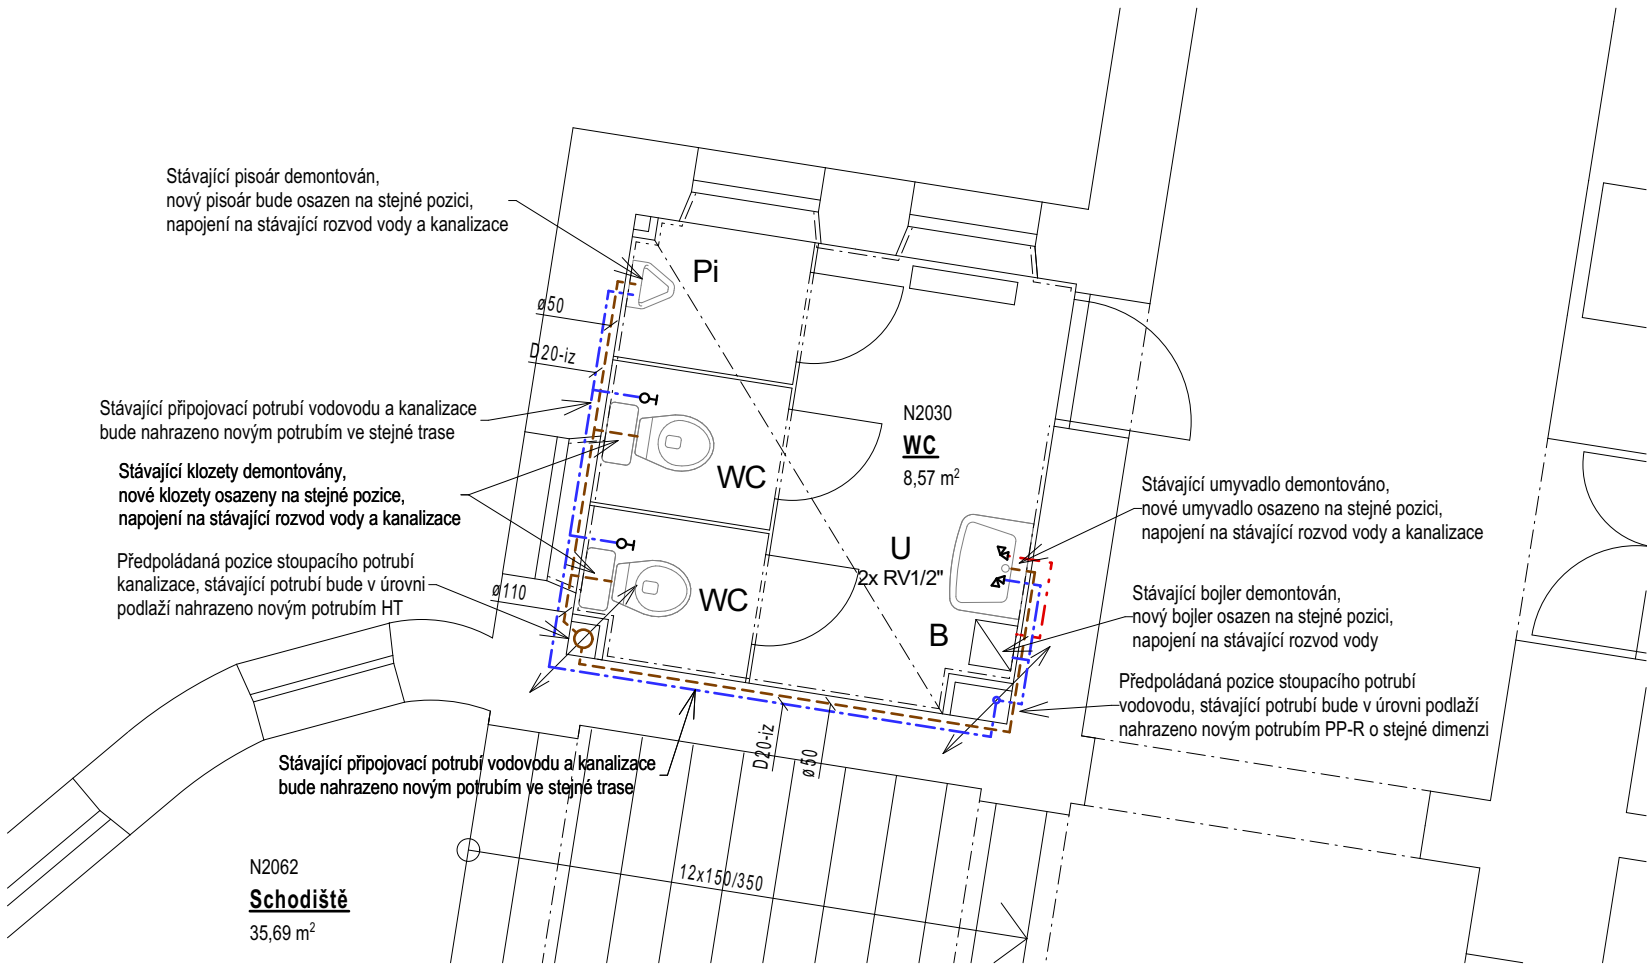 Stávající pisoár demontován,
nový pisoár bude osazen na stejné pozici,
napojení na stávající rozvod vody a kanalizace
Pi
ø50
D20-iz
Stávající připojovací potrubí vodovodu a kanalizace
bude nahrazeno novým potrubím ve stejné trase
N2030
WC
8,57 m²
Stávající klozety demontovány,
nové klozety osazeny na stejné pozice,
napojení na stávající rozvod vody a kanalizace
WC
Stávající umyvadlo demontováno,
nové umyvadlo osazeno na stejné pozici,
napojení na stávající rozvod vody a kanalizace
U
2x RV1/2"
Předpoládaná pozice stoupacího potrubí
kanalizace, stávající potrubí bude v úrovni
podlaží nahrazeno novým potrubím HT
ø110
WC
B
Stávající bojler demontován,
nový bojler osazen na stejné pozici,
napojení na stávající rozvod vody
Předpoládaná pozice stoupacího potrubí
vodovodu, stávající potrubí bude v úrovni podlaží
nahrazeno novým potrubím PP-R o stejné dimenzi
D20-iz
ø50
Stávající připojovací potrubí vodovodu a kanalizace
bude nahrazeno novým potrubím ve stejné trase
12x150/350
N2062
Schodiště
35,69 m²